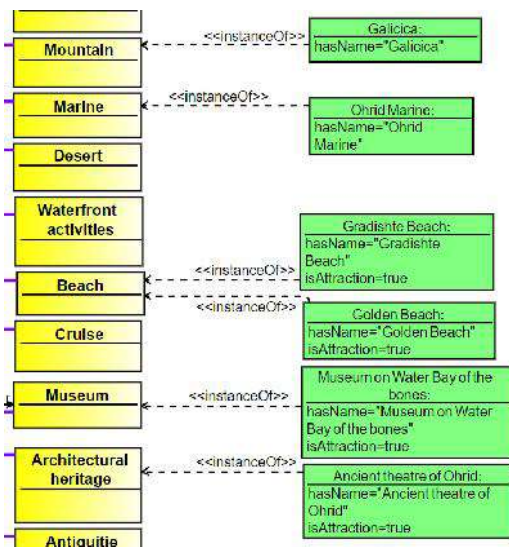 Galicica:
<<instanceOf>>
hasName="Galicica"
Mountain
Marine
<<instanceOf>>
Ohrid Marine:
hasName="Ohrid
Marine"
Desert
Waterfront
activities
Gradishte Beach:
hasName="Gradishte
Beach"
isAttraction=true
<<instanceOf>>
Beach
<<instanceOf>>
Golden Beach:
hasName="Golden Beach"
isAttraction=true
Cruise
Museum on Water Bay of the
bones:
hasName="Museum on Water
Bay of the bones"
isAttraction=true
<<instanceOf>>
Museum
Architectural
heritage
<<instanceOf>>
Ancient theatre of Ohrid:
hasName="Ancient theatre of
Ohrid"
isAttraction=true
Antiquitie